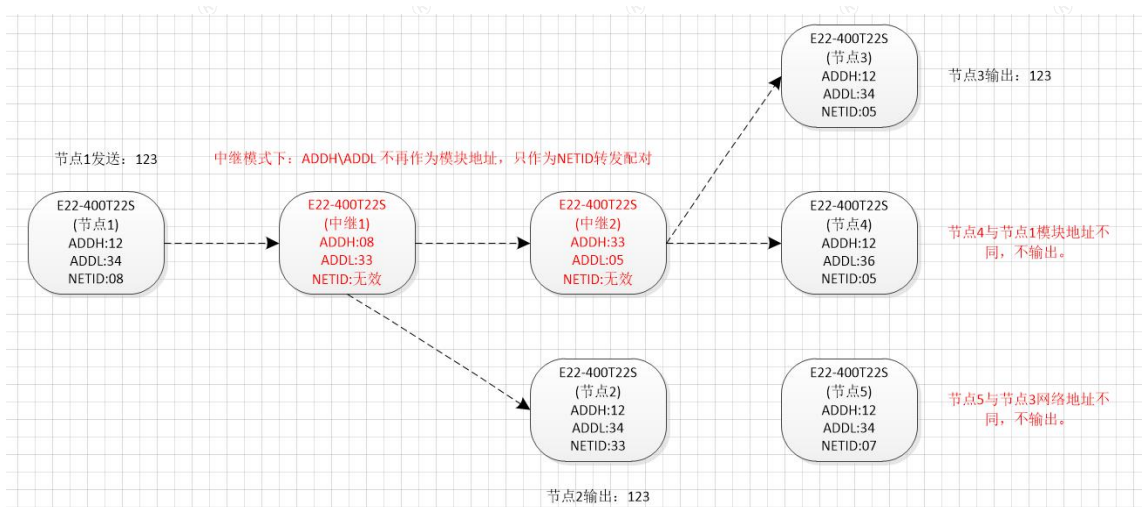 E22-400T22S
(节点3)
ADDH:12
ADDL:34
NETID:05
节点3输出：123
节点1发送：123
中继模式下：ADDH\ADDL 不再作为模块地址，只作为NETID转发配对
E22-400T22S
(节点1)
ADDH:12
ADDL:34
NETID:08
E22-400T22S
(中继1)
ADDH:08
ADDL:33
NETID:无效
E22-400T22S
(中继2)
ADDH:33
ADDL:05
NETID:无效
E22-400T22S
(节点4)
ADDH:12
ADDL:36
NETID:05
节点4与节点1模块地址不
同，不输出。
E22-400T22S
(节点2)
ADDH:12
ADDL:34
NETID:33
E22-400T22S
(节点5)
ADDH:12
ADDL:34
NETID:07
节点5与节点3网络地址不
同，不输出。
节点2输出：123